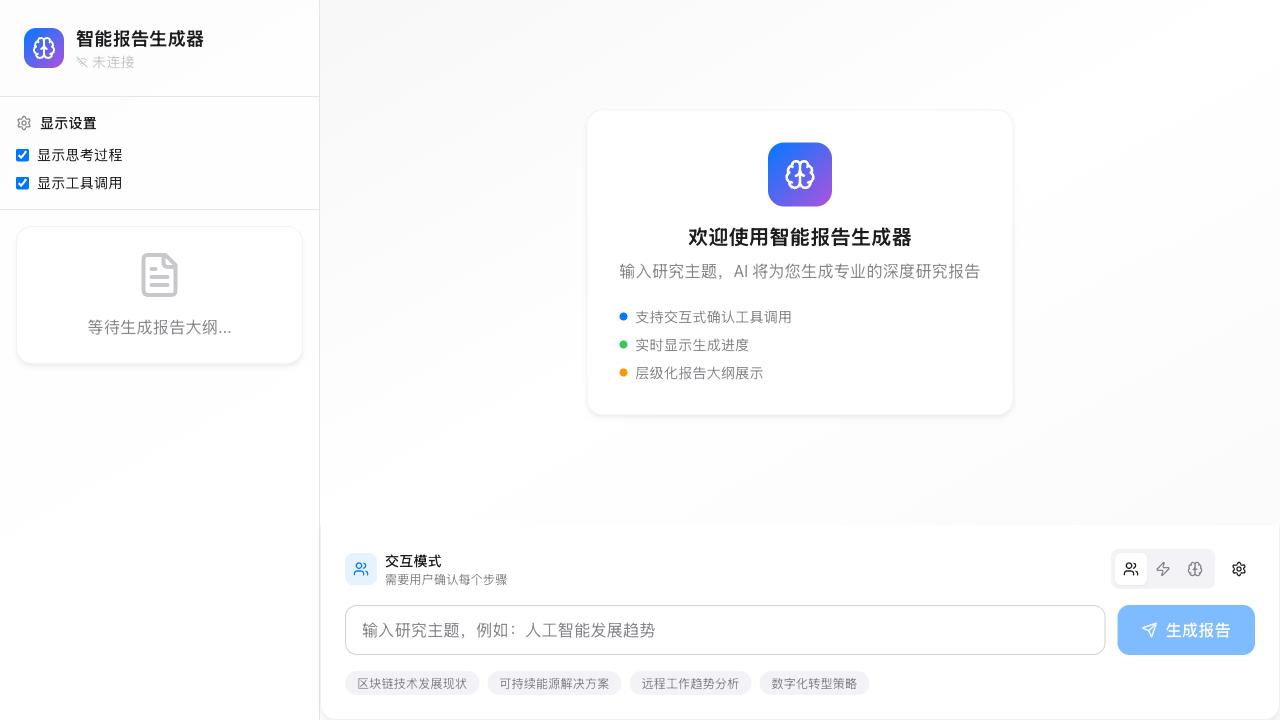 智能报告生成器
未连接
显示设置
显示思考过程
显示工具调用
等待生成报告大纲...
欢迎使用智能报告生成器
输入研究主题，AI 将为您生成专业的深度研究报告
支持交互式确认工具调用
实时显示生成进度
层级化报告大纲展示
交互模式
需要用户确认每个步骤
输入研究主题，例如：人工智能发展趋势
生成报告
区块链技术发展现状
可持续能源解决方案
远程工作趋势分析
数字化转型策略